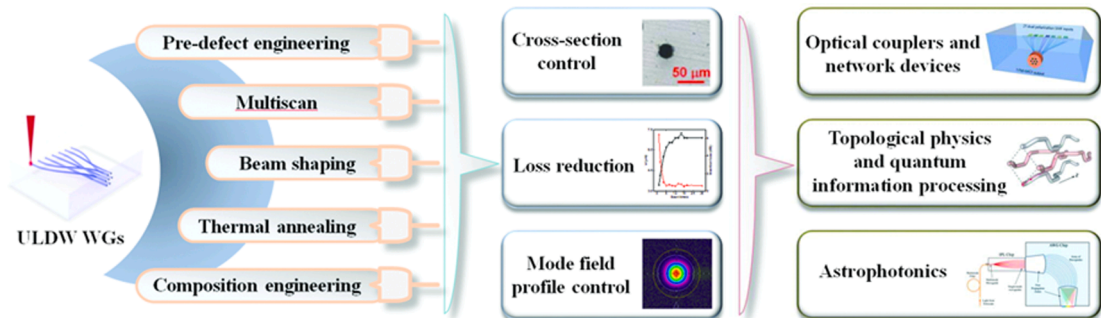 ULDW WGs
Pre-defect engineering
Multiscan
Beam shaping
Thermal annealing
Composition engineering
Cross-section
control
50 μm
Loss reduction
Mode field
profile control
Optical couplers and
network devices
Topological physics
and quantum
information processing
Astrophotonics